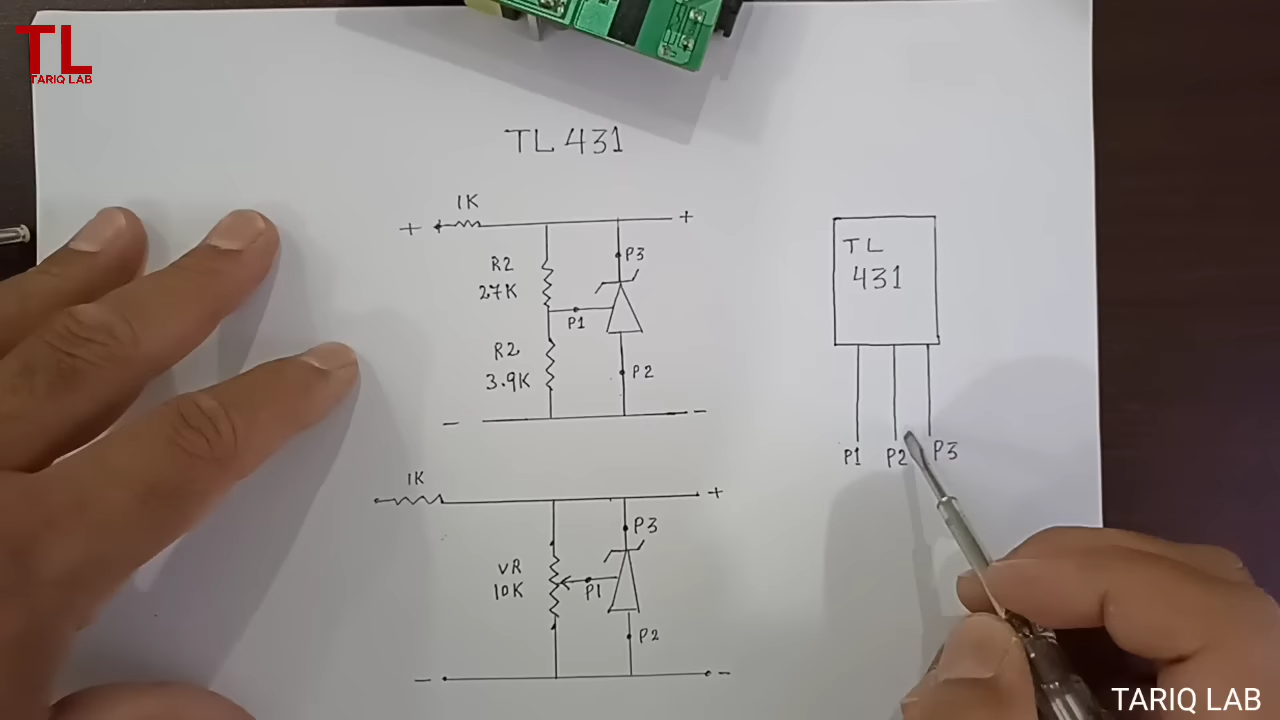 TL
TARIQ LAB
TL 431
1K
+ +
R2
27K
P3
P1
R2
3.9K
P2
- -
1K
+
P3
VR
10K
P1
P2
- -
TL
431
P1 P2 P3
TARIQ LAB